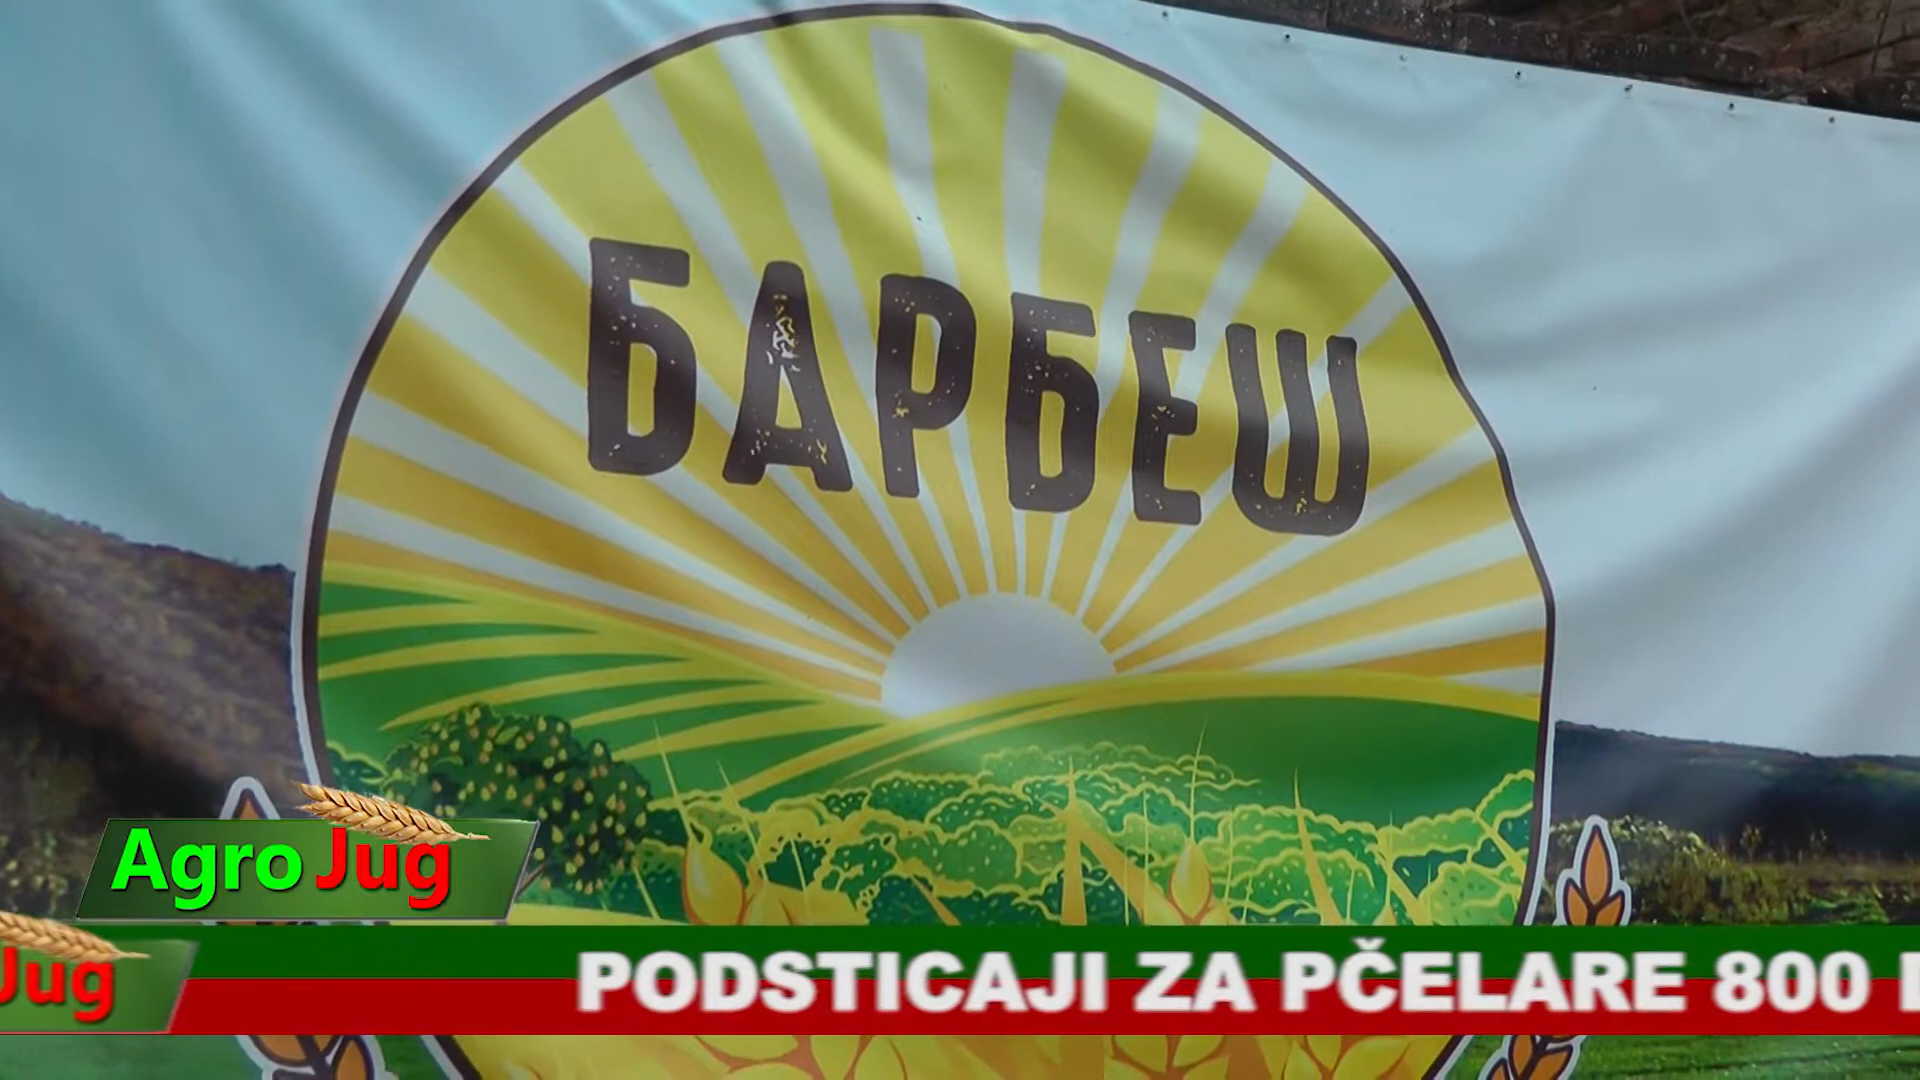 БАРБЕШ
Agro Jug
Jug
PODSTICAJI ZA PČELARE 800